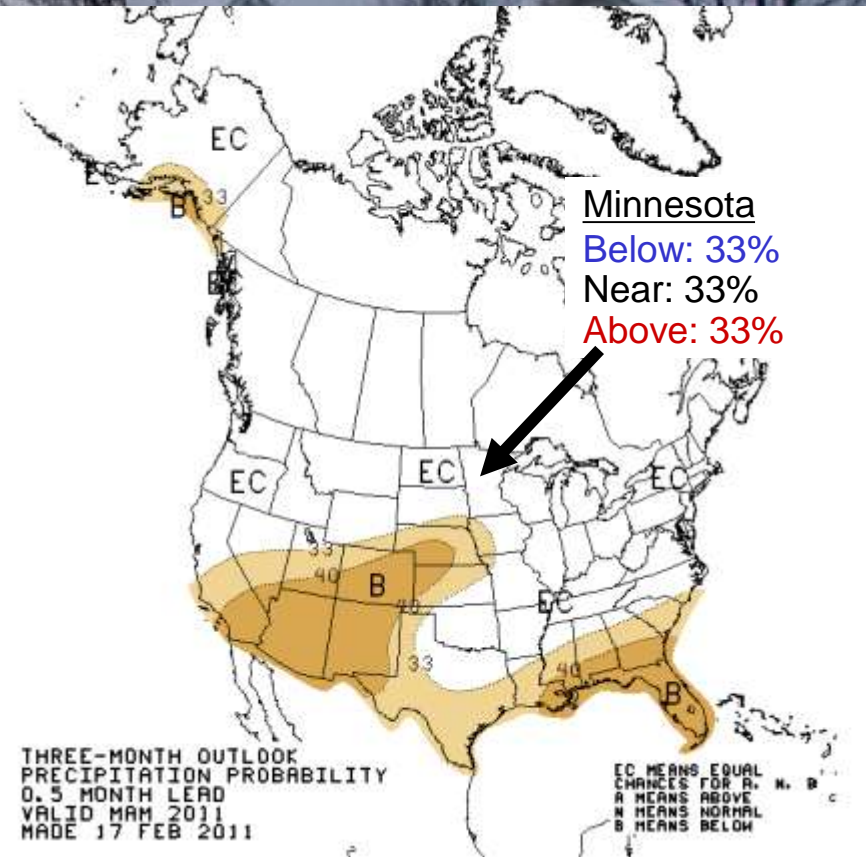 EC
EC
B
33
EC
Minnesota
Below: 33%
Near: 33%
Above: 33%
EC
EC
EC
33
40
B
40
EC
33
40
B
THREE-MONTH OUTLOOK
PRECIPITATION PROBABILITY
0.5 MONTH LEAD
VALID MAM 2011
MADE 17 FEB 2011
EC MEANS EQUAL
CHANCES FOR A, N, B
A MEANS ABOVE
N MEANS NORMAL
B MEANS BELOW